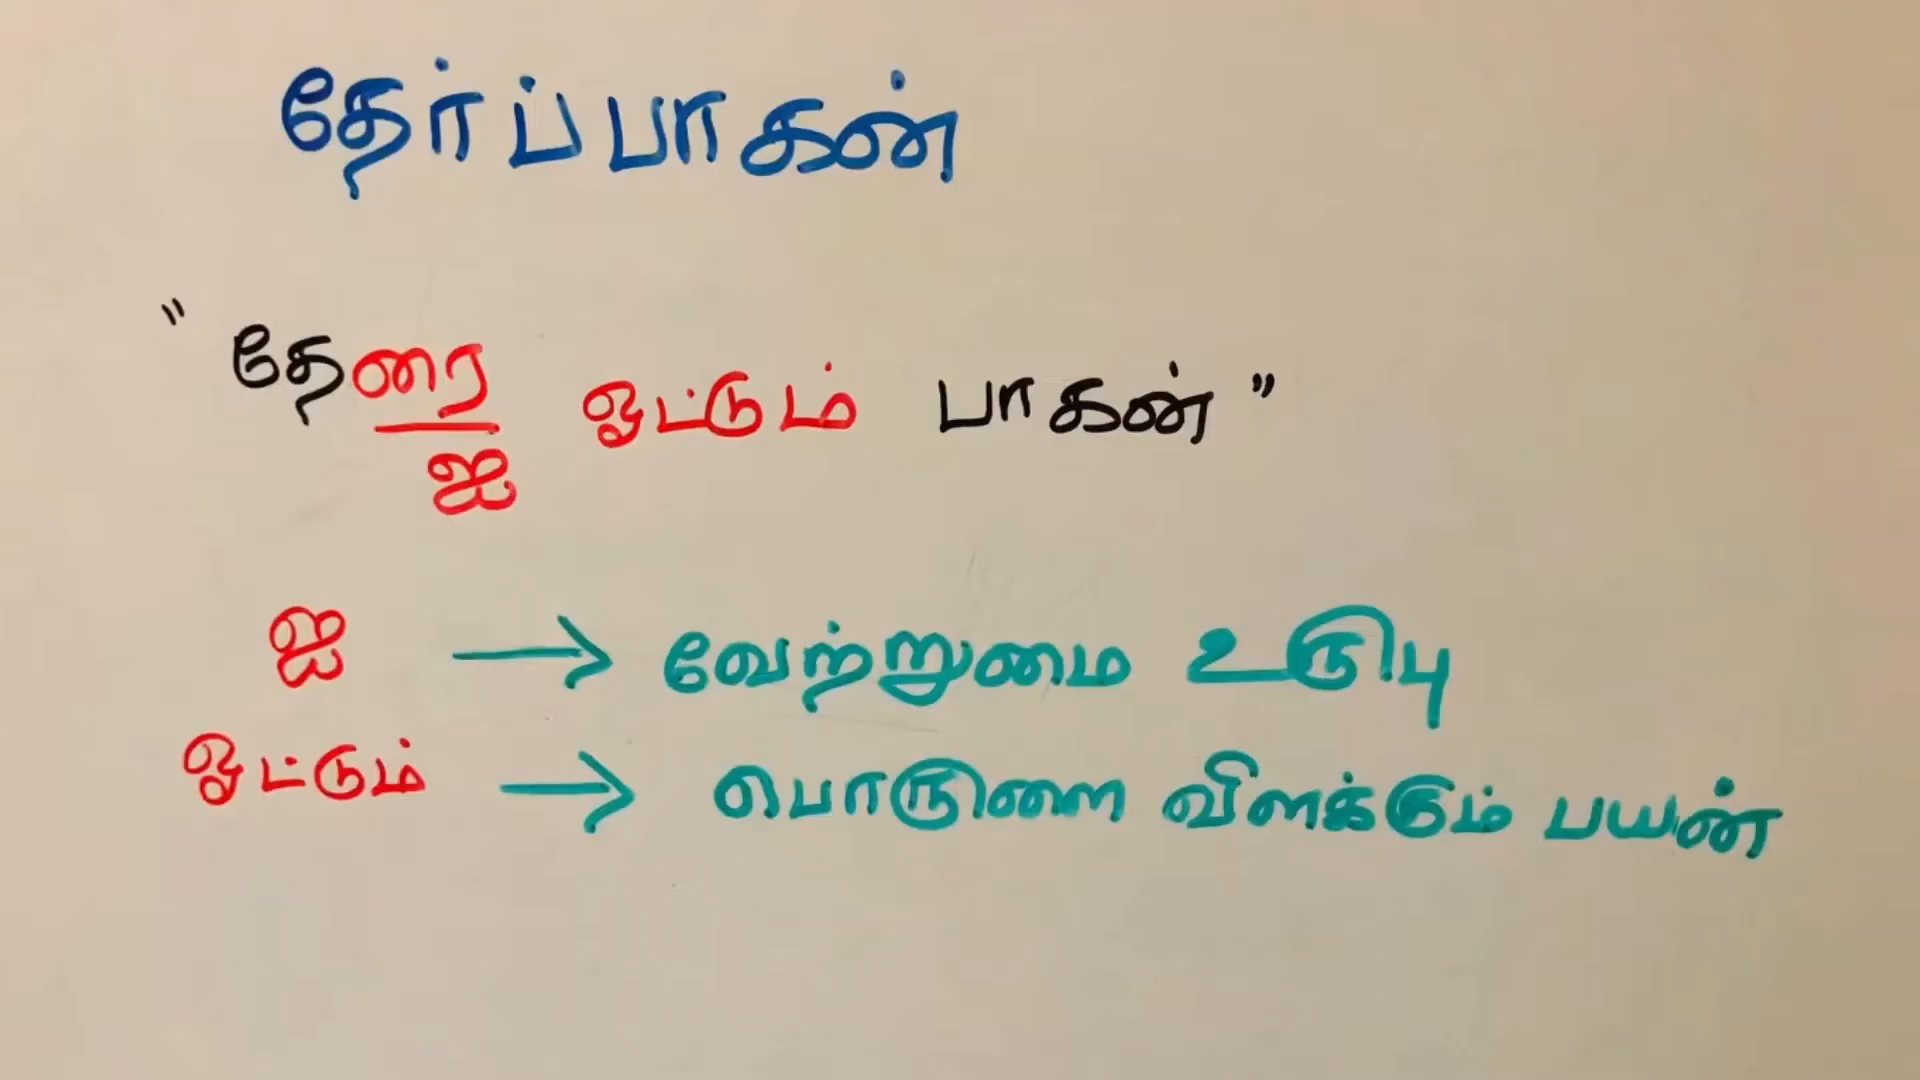 தேர்ப்பாகன்
"தேரை ஓட்டும் பாகன்"
ஐ
ஐ → வேற்றுமை உருபு
ஓட்டும் → பொருளை விளக்கும் பயன்